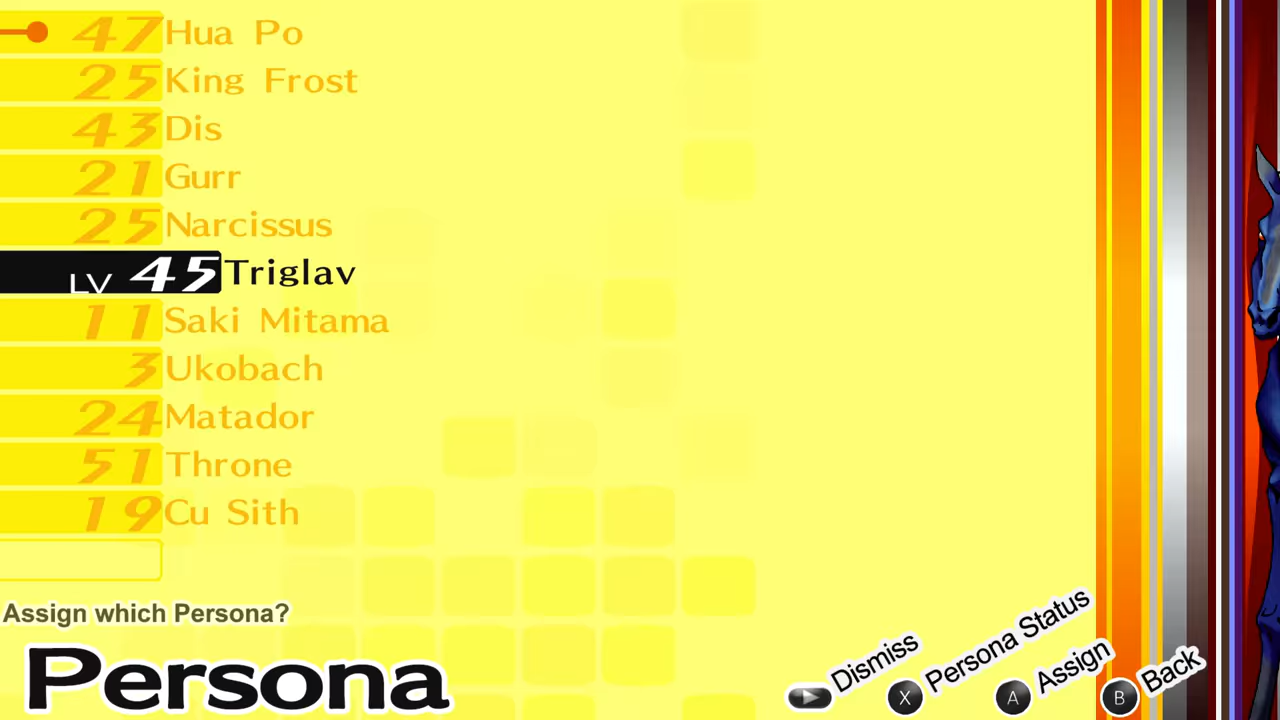 47 Hua Po
25 King Frost
43 Dis
21 Gurr
25 Narcissus
LV 45 Triglav
11 Saki Mitama
3 Ukobach
24 Matador
51 Throne
19 Cu Sith
Assign which Persona?
Persona
Dismiss
X Persona Status
A Assign
B Back